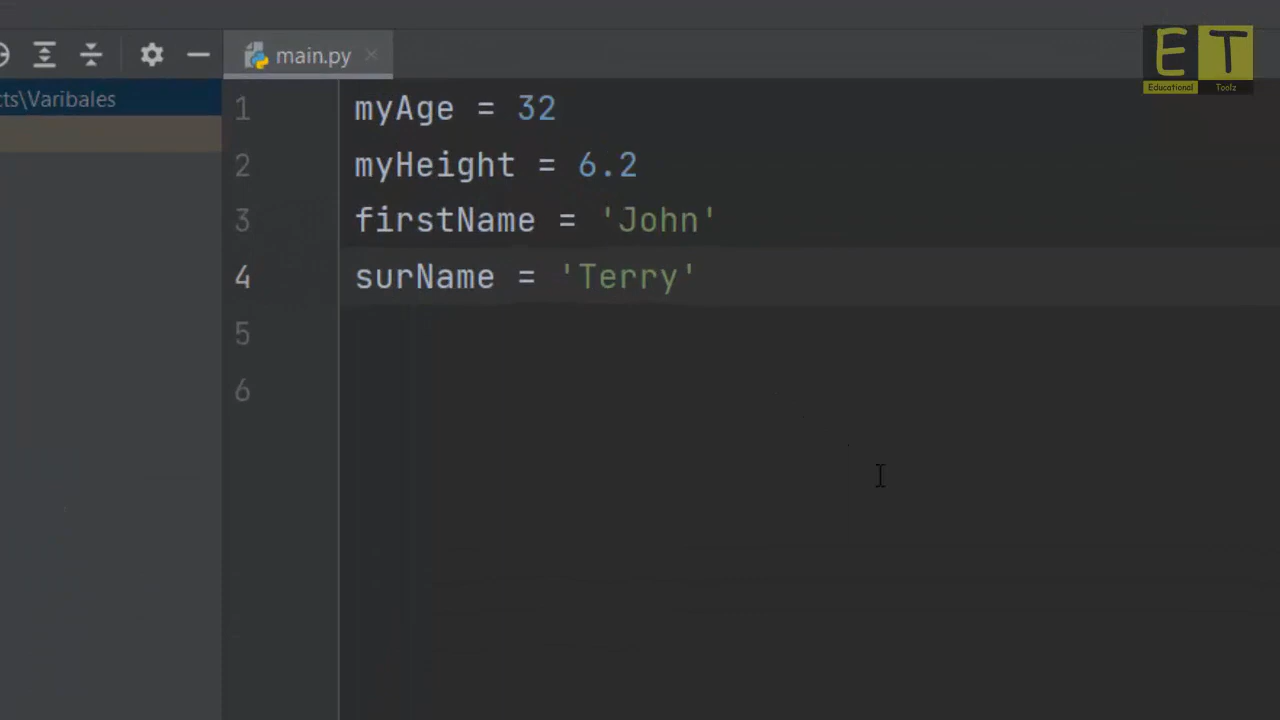 E T
Educational Toolz
main.py
cts\Varibales
1 myAge = 32
2 myHeight = 6.2
3 firstName = 'John'
4 surName = 'Terry'
5
6